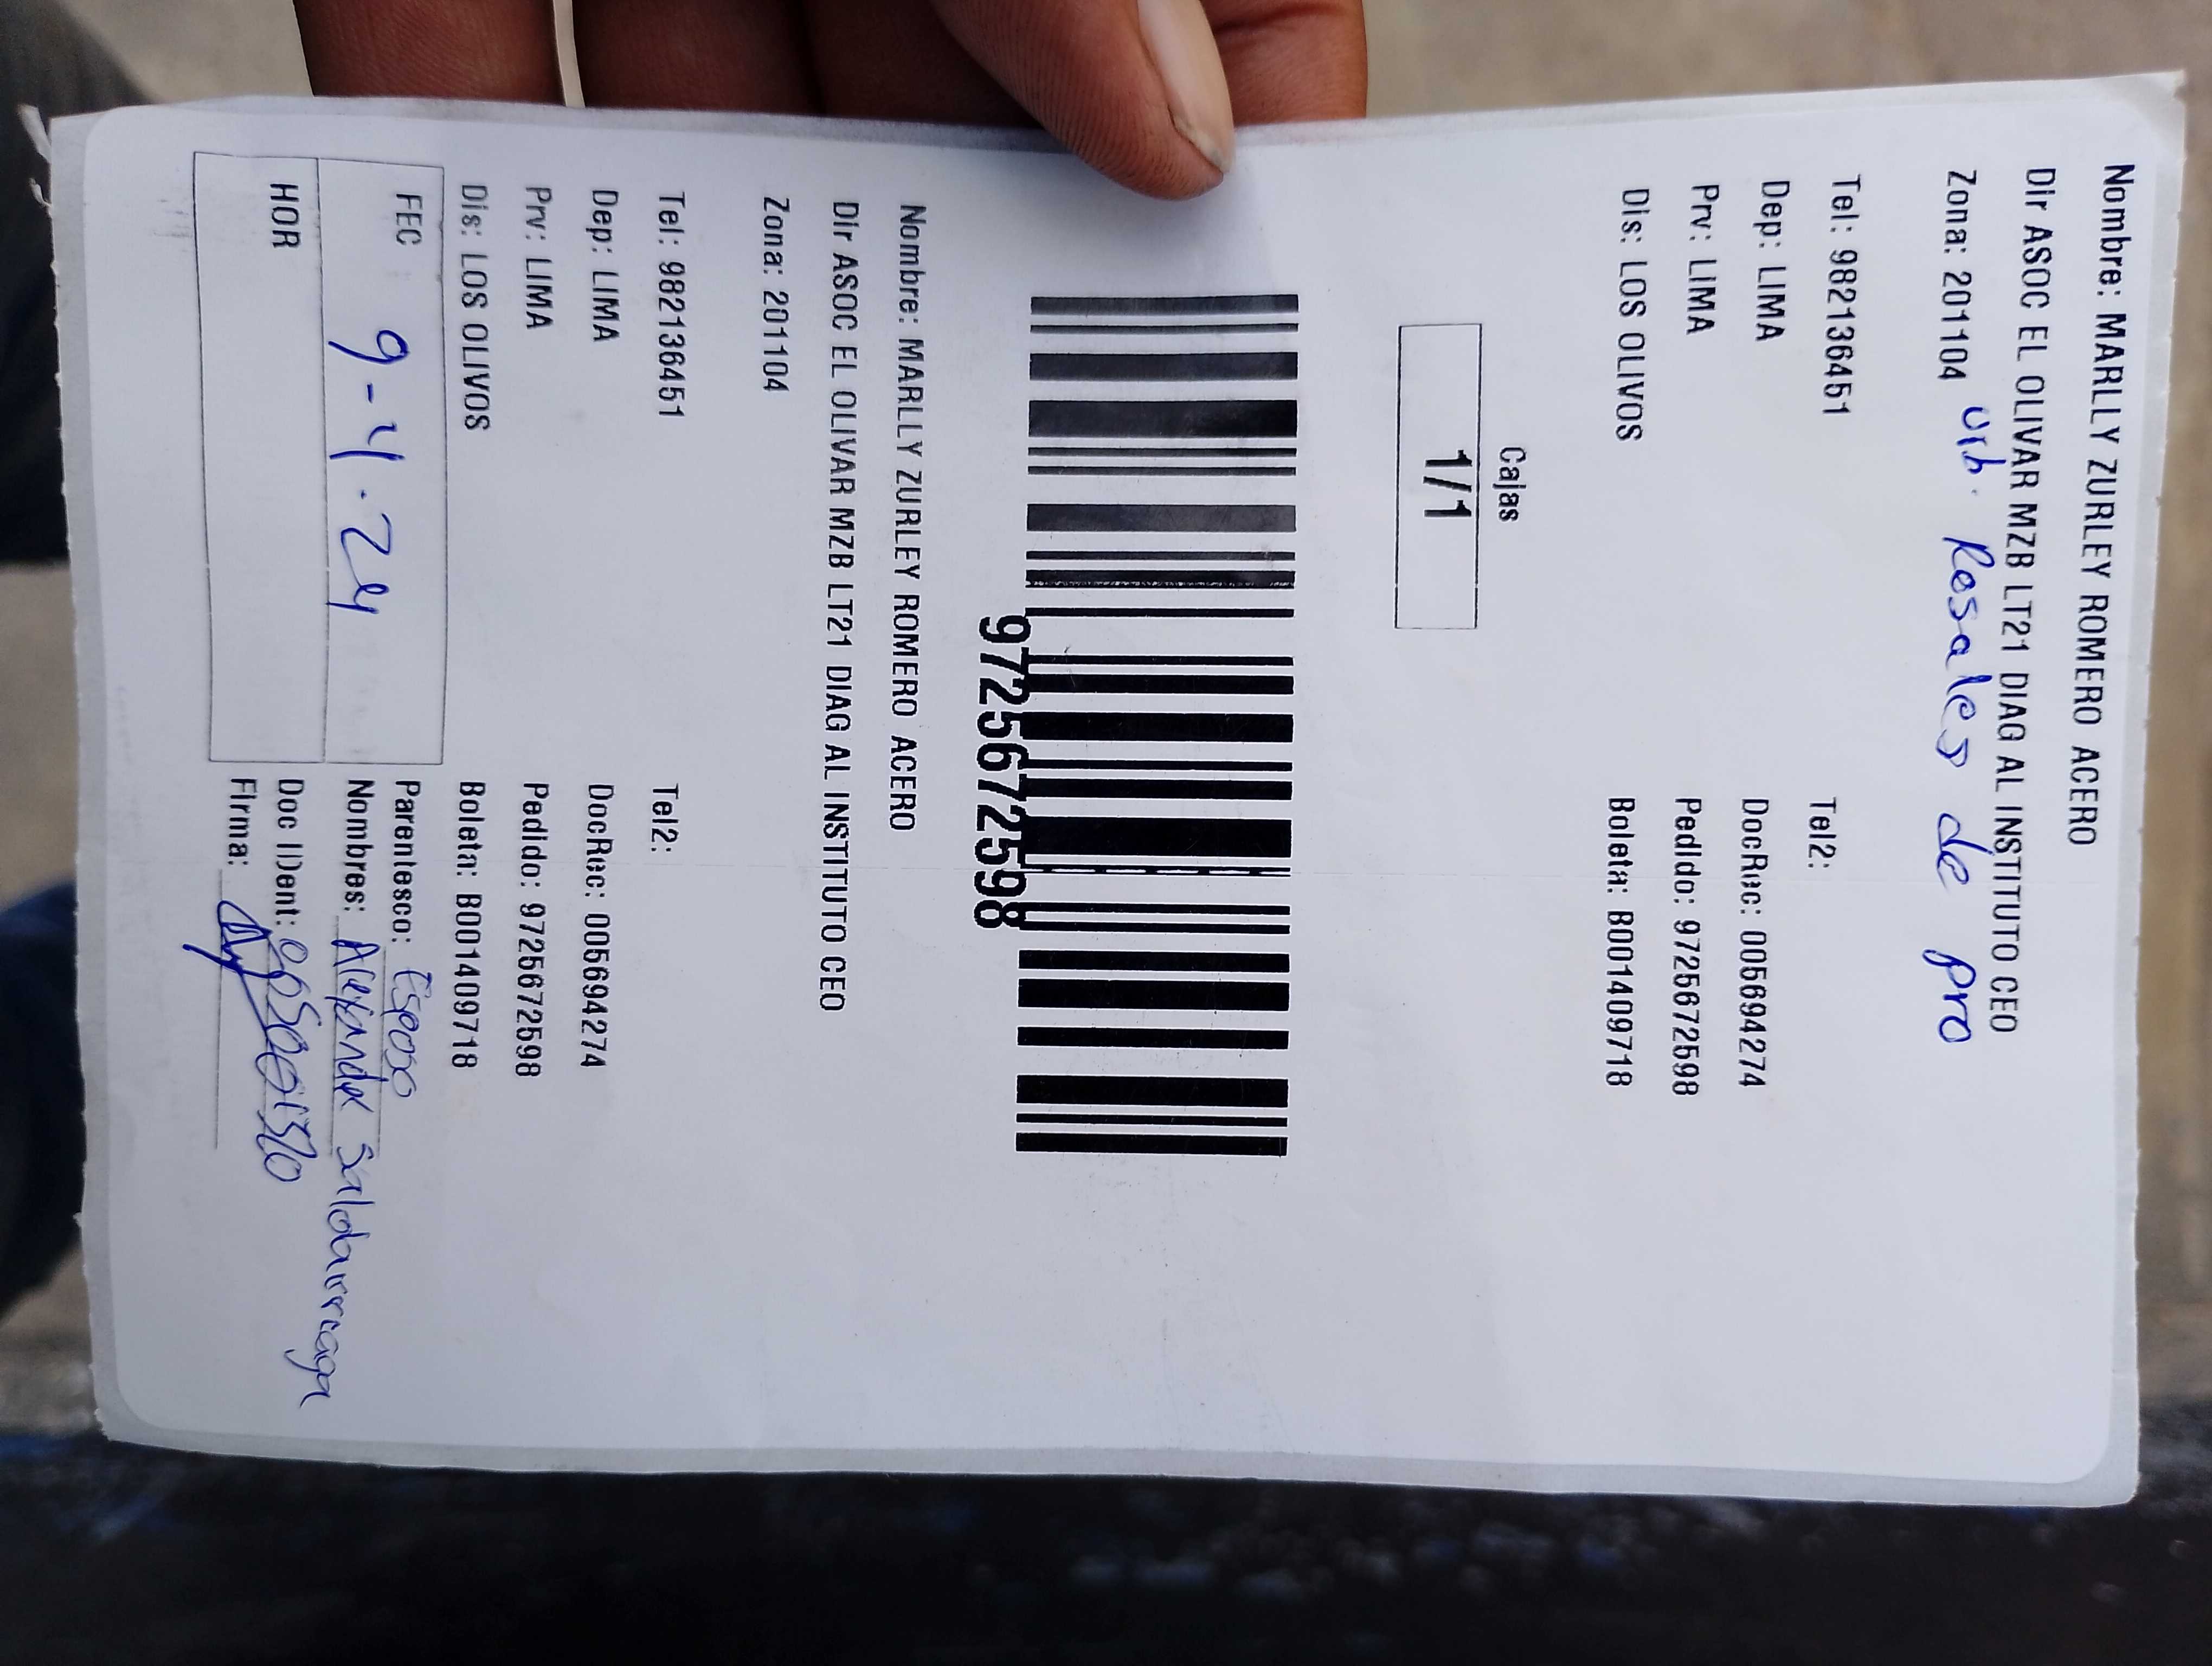 Nombre: MARLLY ZURLEY ROMERO ACERO
Dir ASOC EL OLIVAR MZB LT21 DIAG AL INSTITUTO CEO
Zona: 201104 Urb. Rosales de pro
Tel: 982136451 Tel2:
Dep: LIMA DocRec: 005694274
Prv: LIMA Pedido: 9725672598
Dis: LOS OLIVOS Boleta: B001409718
Cajas
1/1
9725672598
Nombre: MARLLY ZURLEY ROMERO ACERO
Dir ASOC EL OLIVAR MZB LT21 DIAG AL INSTITUTO CEO
Zona: 201104
Tel: 982136451 Tel2:
Dep: LIMA DocRec: 005694274
Prv: LIMA Pedido: 9725672598
Dis: LOS OLIVOS Boleta: B001409718
FEC 9-4-24 Parentesco: Esposo
Nombres: Alexander Saldarriaga
HOR Doc IDent:
Firma: